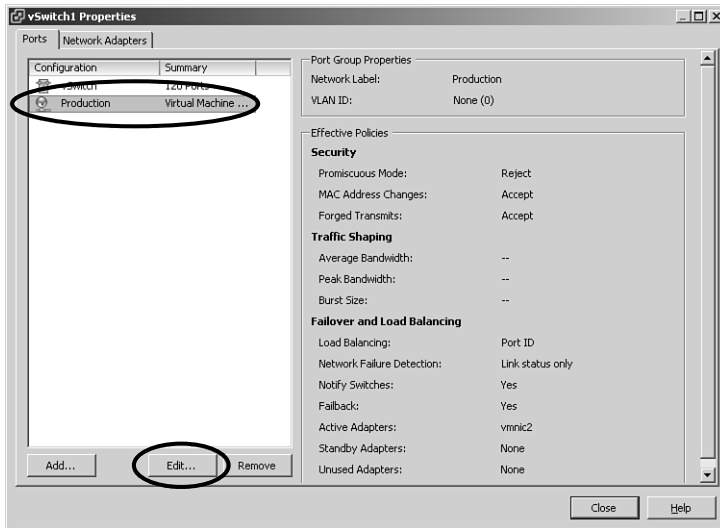 vSwitch1 Properties
Ports Network Adapters
Configuration Summary
vSwitch 120 Ports
Production Virtual Machine ...
Add... Edit... Remove
Port Group Properties
Network Label: Production
VLAN ID: None (0)
Effective Policies
Security
Promiscuous Mode: Reject
MAC Address Changes: Accept
Forged Transmits: Accept
Traffic Shaping
Average Bandwidth: --
Peak Bandwidth: --
Burst Size: --
Failover and Load Balancing
Load Balancing: Port ID
Network Failure Detection: Link status only
Notify Switches: Yes
Failback: Yes
Active Adapters: vmnic2
Standby Adapters: None
Unused Adapters: None
Close Help